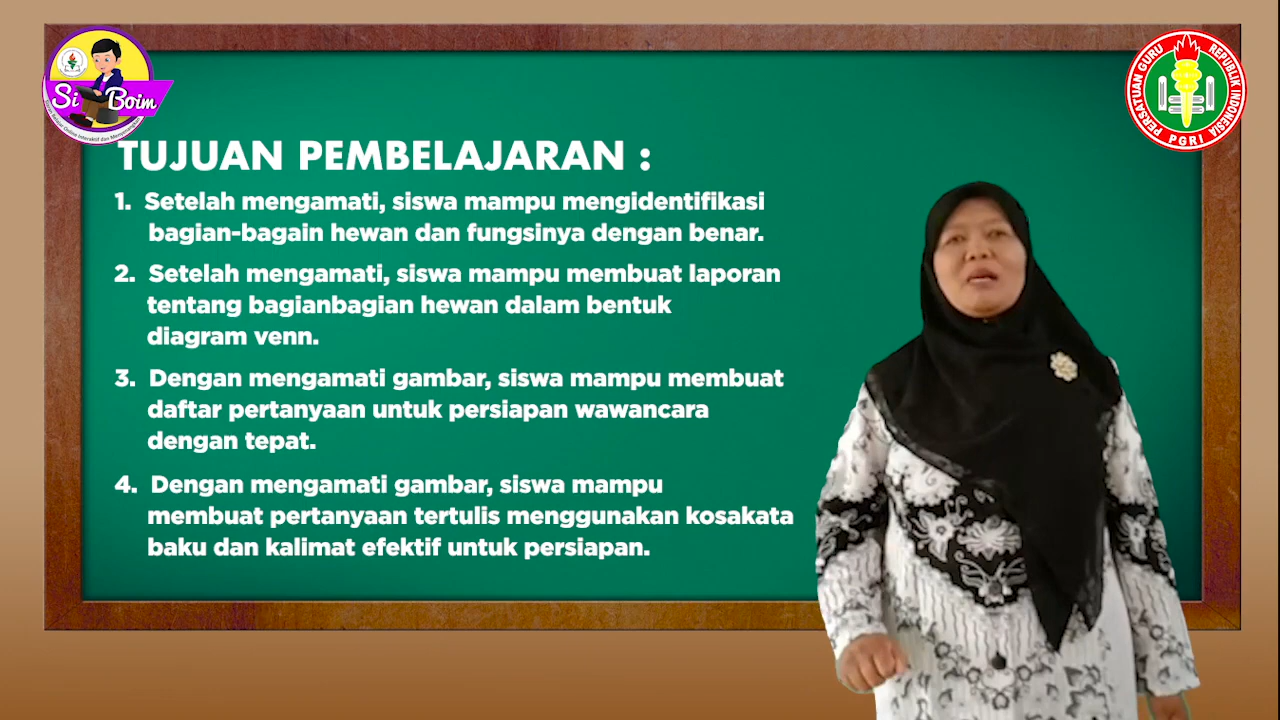 Si Boim
PERSATUAN GURU REPUBLIK INDONESIA
PGRI
TUJUAN PEMBELAJARAN :
1. Setelah mengamati, siswa mampu mengidentifikasi
bagian-bagain hewan dan fungsinya dengan benar.
2. Setelah mengamati, siswa mampu membuat laporan
tentang bagianbagian hewan dalam bentuk
diagram venn.
3. Dengan mengamati gambar, siswa mampu membuat
daftar pertanyaan untuk persiapan wawancara
dengan tepat.
4. Dengan mengamati gambar, siswa mampu
membuat pertanyaan tertulis menggunakan kosakata
baku dan kalimat efektif untuk persiapan.